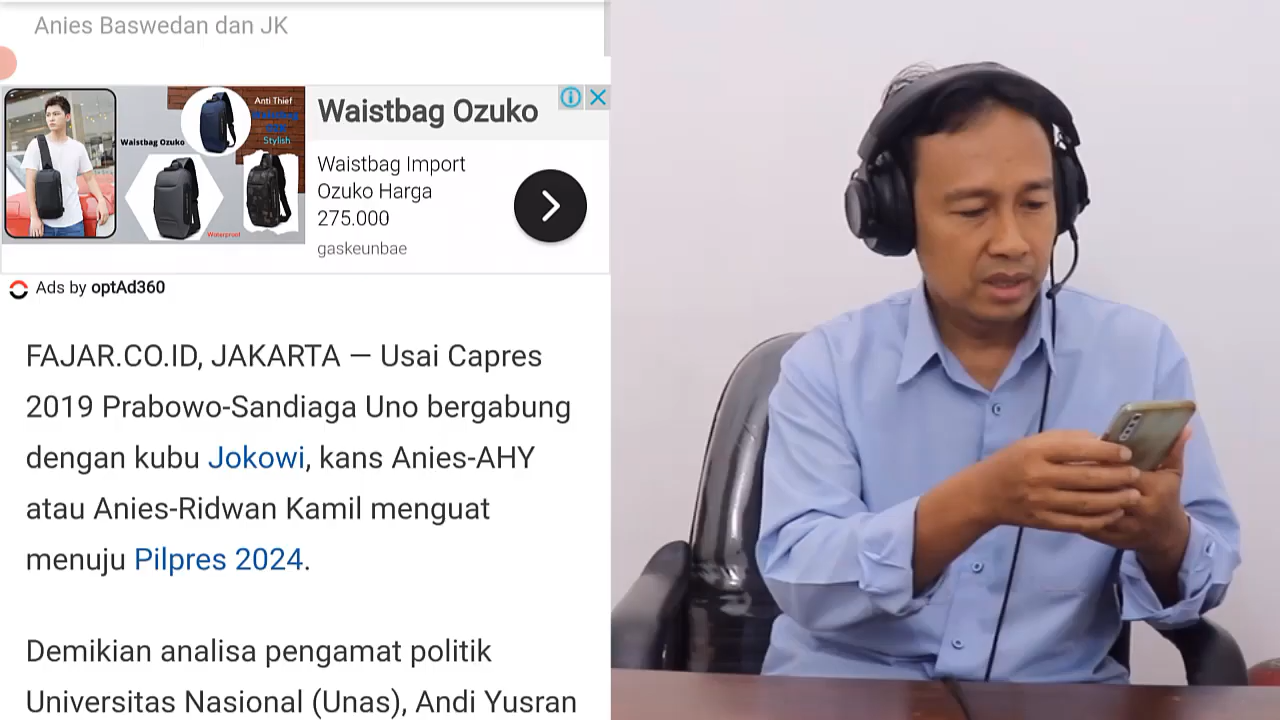 Anies Baswedan dan JK
Waistbag Ozuko
Anti Thief
Stylish
Waterproof
Waistbag Ozuko
Waistbag Import
Ozuko Harga
275.000
gaskeunbae
Ads by optAd360
FAJAR.CO.ID, JAKARTA — Usai Capres
2019 Prabowo-Sandiaga Uno bergabung
dengan kubu Jokowi, kans Anies-AHY
atau Anies-Ridwan Kamil menguat
menuju Pilpres 2024.
Demikian analisa pengamat politik
Universitas Nasional (Unas), Andi Yusran